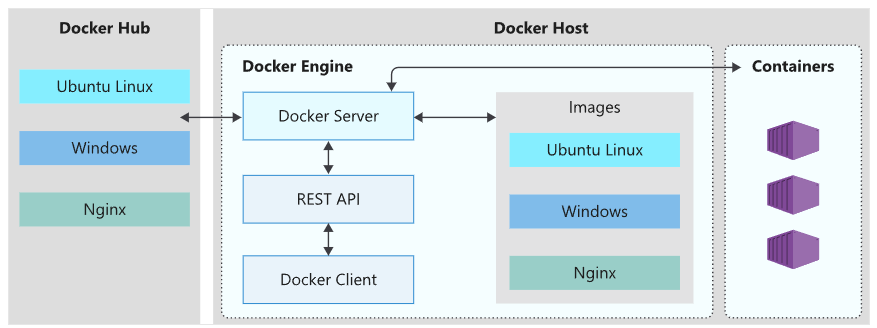 Docker Hub
Ubuntu Linux
Windows
Nginx
Docker Host
Docker Engine
Docker Server
REST API
Docker Client
Images
Ubuntu Linux
Windows
Nginx
Containers